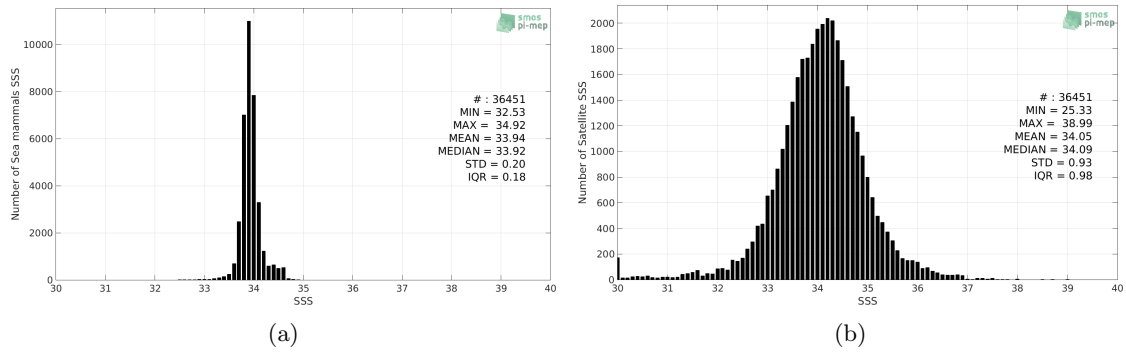 smos
pi-mep
10000
8000
6000
4000
2000
0
Number of Sea mammals SSS
# : 36451
MIN = 32.53
MAX = 34.92
MEAN = 33.94
MEDIAN = 33.92
STD = 0.20
IQR = 0.18
30 31 32 33 34 35 36 37 38 39 40
SSS
(a)
smos
pi-mep
2000
1800
1600
1400
1200
1000
800
600
400
200
0
Number of Satellite SSS
# : 36451
MIN = 25.33
MAX = 38.99
MEAN = 34.05
MEDIAN = 34.09
STD = 0.93
IQR = 0.98
30 31 32 33 34 35 36 37 38 39 40
SSS
(b)